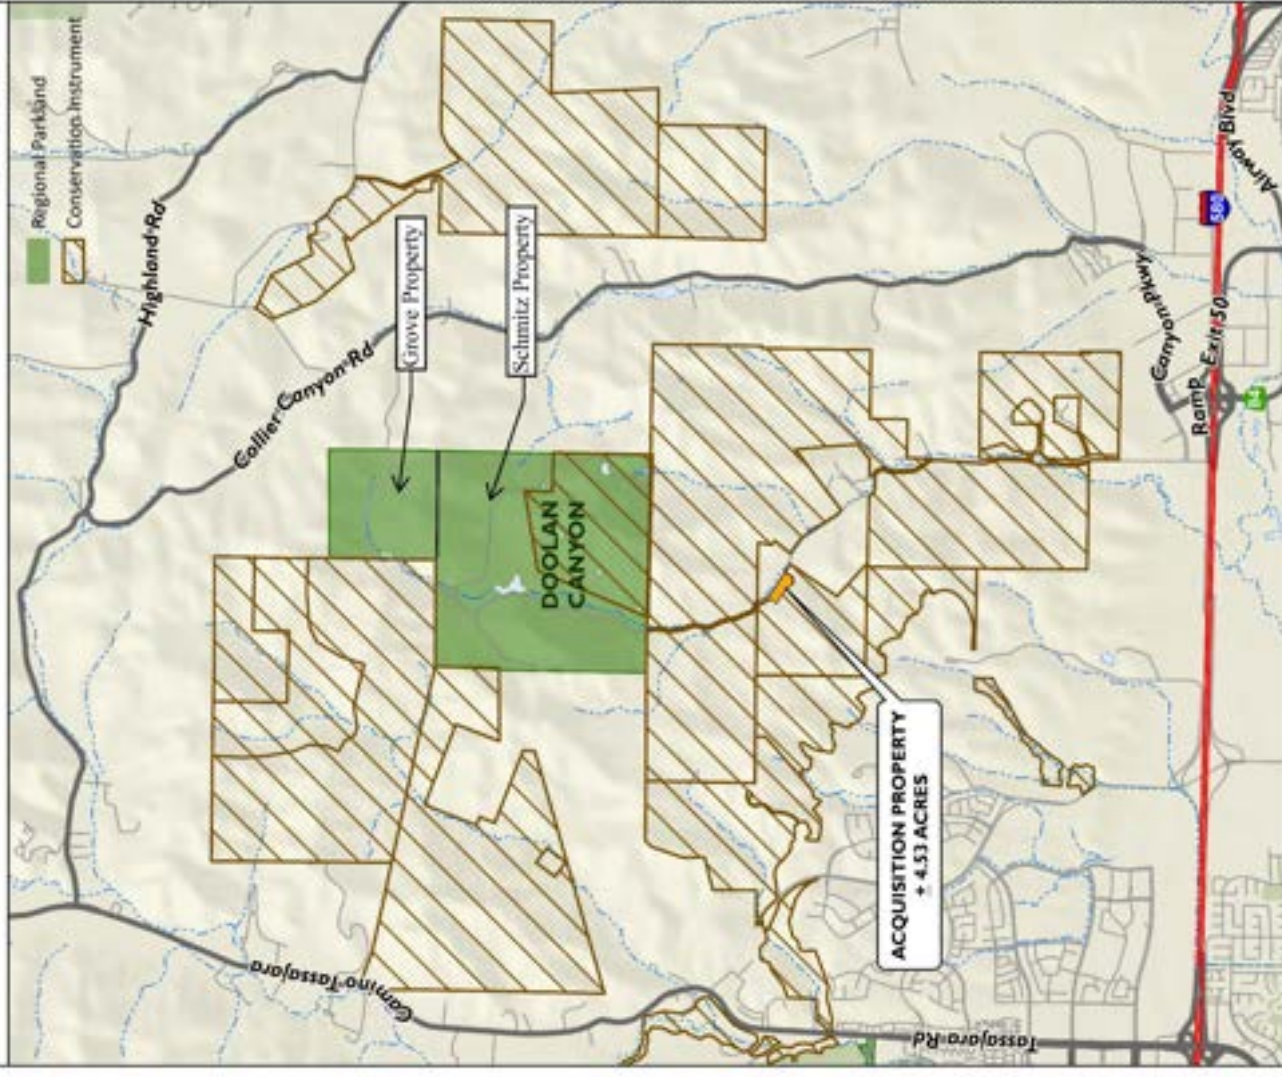 Regional Parkland
Conservation Instrument
Highland Rd
Collier Canyon Rd
Grove Property
Schmitz Property
DOOLAN
CANYON
ACQUISITION PROPERTY
± 4.53 ACRES
Camino Tassajara
Tassajara Rd
Canyon Pkwy
Ramp Exit 50
Airway Blvd
580
84